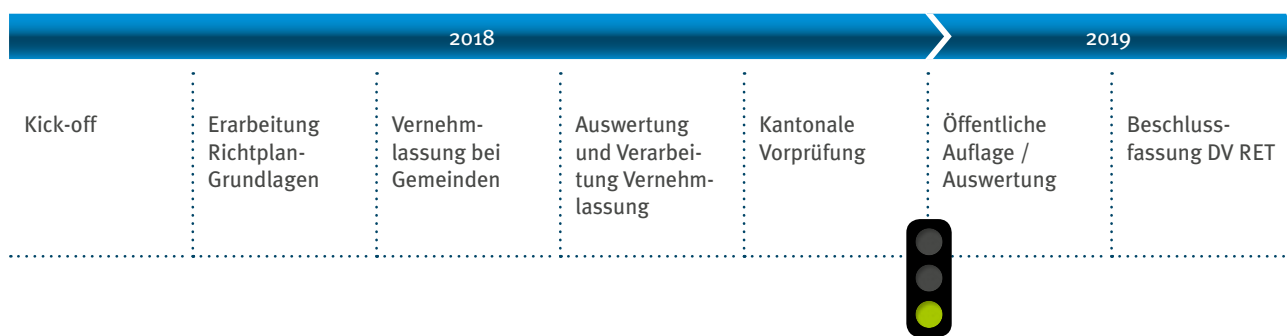 2018
2019
Kick-off
Erarbeitung
Richtplan-
Grundlagen
Vernehm-
lassung bei
Gemeinden
Auswertung
und Verarbei-
tung Vernehm-
lassung
Kantonale
Vorprüfung
Öffentliche
Auflage /
Auswertung
Beschluss-
fassung DV RET